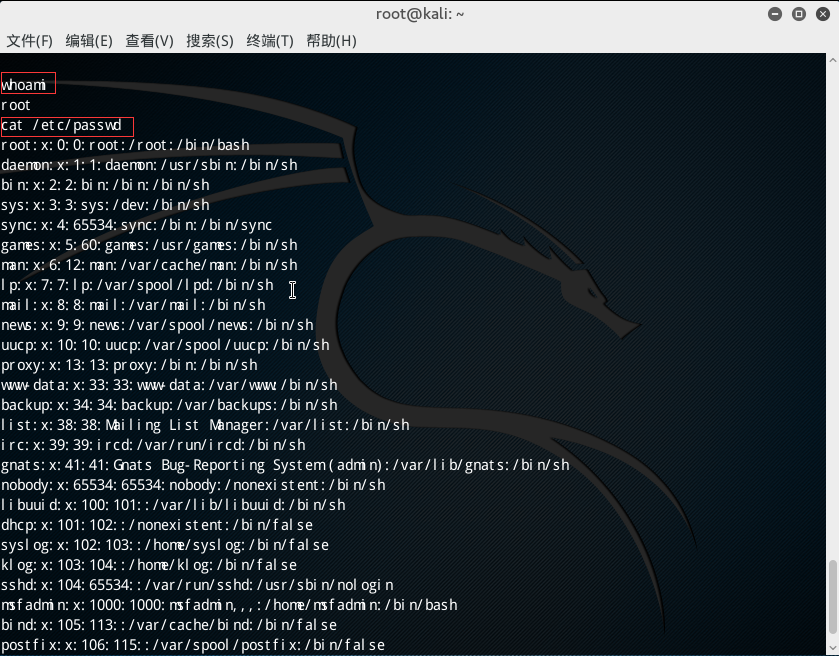 root@kali: ~
文件(F) 编辑(E) 查看(V) 搜索(S) 终端(T) 帮助(H)
whoami
root
cat /etc/passwd
root:x:0:0:root:/root:/bin/bash
daemon:x:1:1:daemon:/usr/sbin:/bin/sh
bin:x:2:2:bin:/bin:/bin/sh
sys:x:3:3:sys:/dev:/bin/sh
sync:x:4:65534:sync:/bin:/bin/sync
games:x:5:60:games:/usr/games:/bin/sh
man:x:6:12:man:/var/cache/man:/bin/sh
lp:x:7:7:lp:/var/spool/lpd:/bin/sh
mail:x:8:8:mail:/var/mail:/bin/sh
news:x:9:9:news:/var/spool/news:/bin/sh
uucp:x:10:10:uucp:/var/spool/uucp:/bin/sh
proxy:x:13:13:proxy:/bin:/bin/sh
www-data:x:33:33:www-data:/var/www:/bin/sh
backup:x:34:34:backup:/var/backups:/bin/sh
list:x:38:38:Mailing List Manager:/var/list:/bin/sh
irc:x:39:39:ircd:/var/run/ircd:/bin/sh
gnats:x:41:41:Gnats Bug-Reporting System (admin):/var/lib/gnats:/bin/sh
nobody:x:65534:65534:nobody:/nonexistent:/bin/sh
libuuid:x:100:101::/var/lib/libuuid:/bin/sh
dhcp:x:101:102::/nonexistent:/bin/false
syslog:x:102:103::/home/syslog:/bin/false
klog:x:103:104::/home/klog:/bin/false
sshd:x:104:65534::/var/run/sshd:/usr/sbin/nologin
msfadmin:x:1000:1000:msfadmin,,,:/home/msfadmin:/bin/bash
bind:x:105:113::/var/cache/bind:/bin/false
postfix:x:106:115::/var/spool/postfix:/bin/false